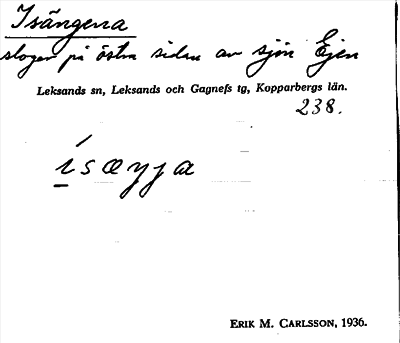 Isängena
slogar på östra sidan av sjön Ejen
Leksands sn, Leksands och Gagnefs tg, Kopparbergs län.
238.
ísæŋja
ERIK M. CARLSSON, 1936.